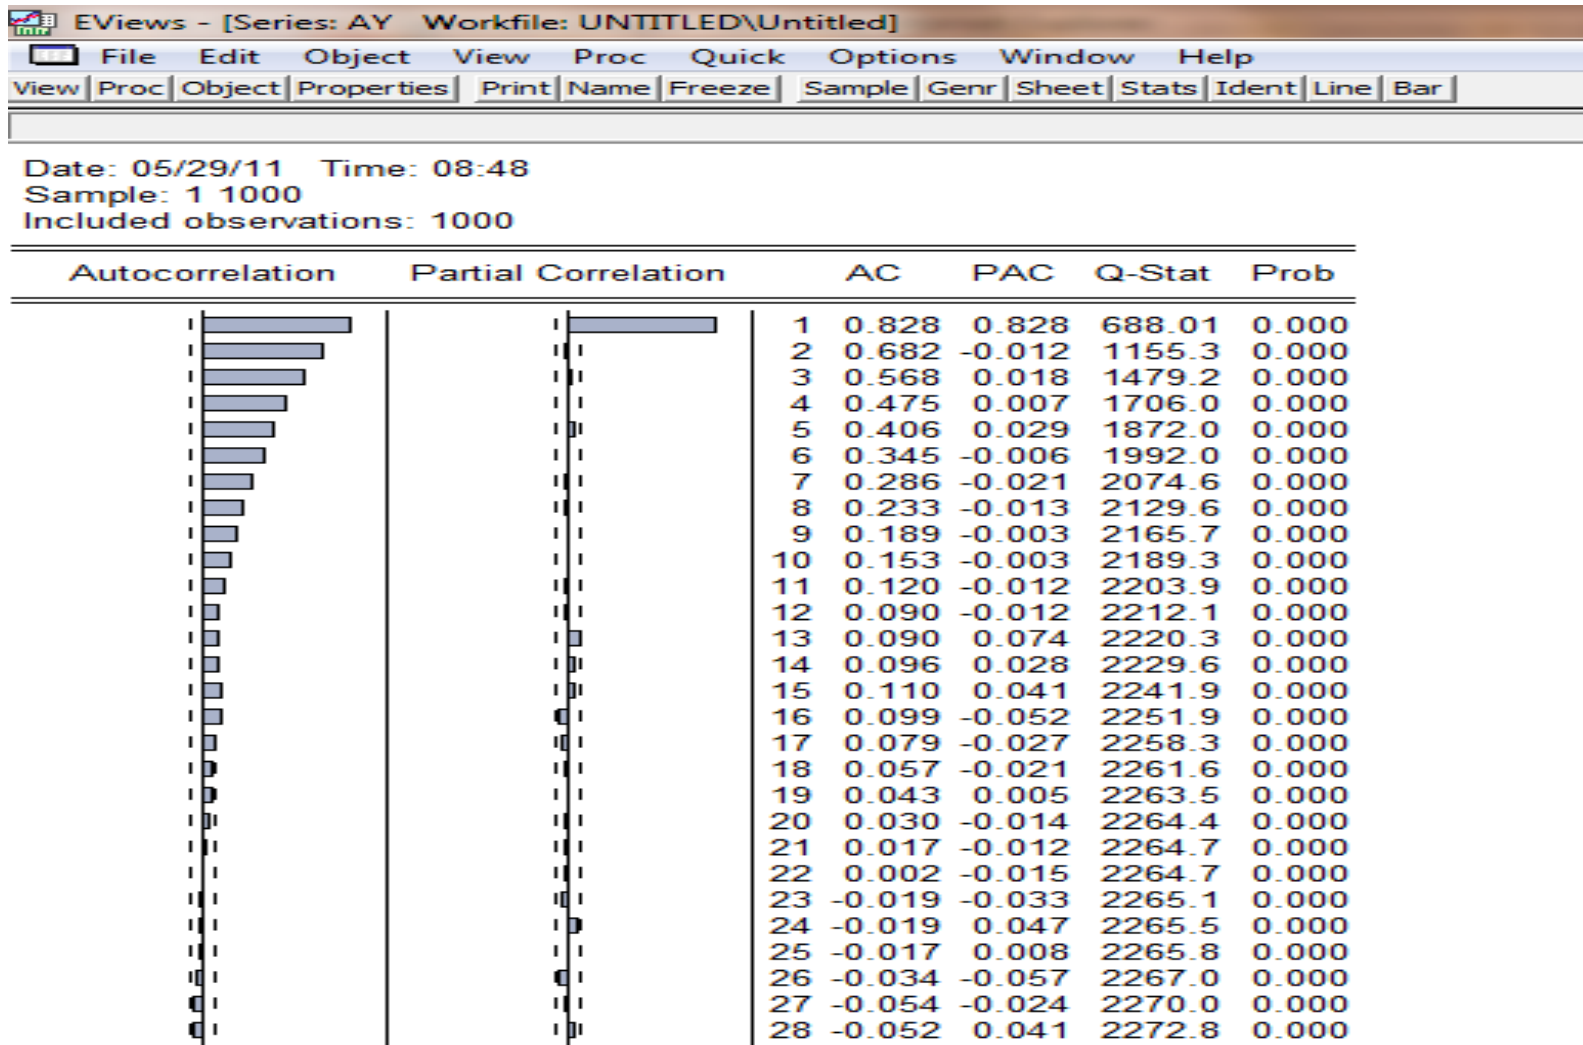 EViews - [Series: AY Workfile: UNTITLED\Untitled]
File Edit Object View Proc Quick Options Window Help
View Proc Object Properties Print Name Freeze Sample Genr Sheet Stats Ident Line Bar
Date: 05/29/11 Time: 08:48
Sample: 1 1000
Included observations: 1000
Autocorrelation Partial Correlation AC PAC Q-Stat Prob
1 0.828 0.828 688.01 0.000
2 0.682 -0.012 1155.3 0.000
3 0.568 0.018 1479.2 0.000
4 0.475 0.007 1706.0 0.000
5 0.406 0.029 1872.0 0.000
6 0.345 -0.006 1992.0 0.000
7 0.286 -0.021 2074.6 0.000
8 0.233 -0.013 2129.6 0.000
9 0.189 -0.003 2165.7 0.000
10 0.153 -0.003 2189.3 0.000
11 0.120 -0.012 2203.9 0.000
12 0.090 -0.012 2212.1 0.000
13 0.090 0.074 2220.3 0.000
14 0.096 0.028 2229.6 0.000
15 0.110 0.041 2241.9 0.000
16 0.099 -0.052 2251.9 0.000
17 0.079 -0.027 2258.3 0.000
18 0.057 -0.021 2261.6 0.000
19 0.043 0.005 2263.5 0.000
20 0.030 -0.014 2264.4 0.000
21 0.017 -0.012 2264.7 0.000
22 0.002 -0.015 2264.7 0.000
23 -0.019 -0.033 2265.1 0.000
24 -0.019 0.047 2265.5 0.000
25 -0.017 0.008 2265.8 0.000
26 -0.034 -0.057 2267.0 0.000
27 -0.054 -0.024 2270.0 0.000
28 -0.052 0.041 2272.8 0.000